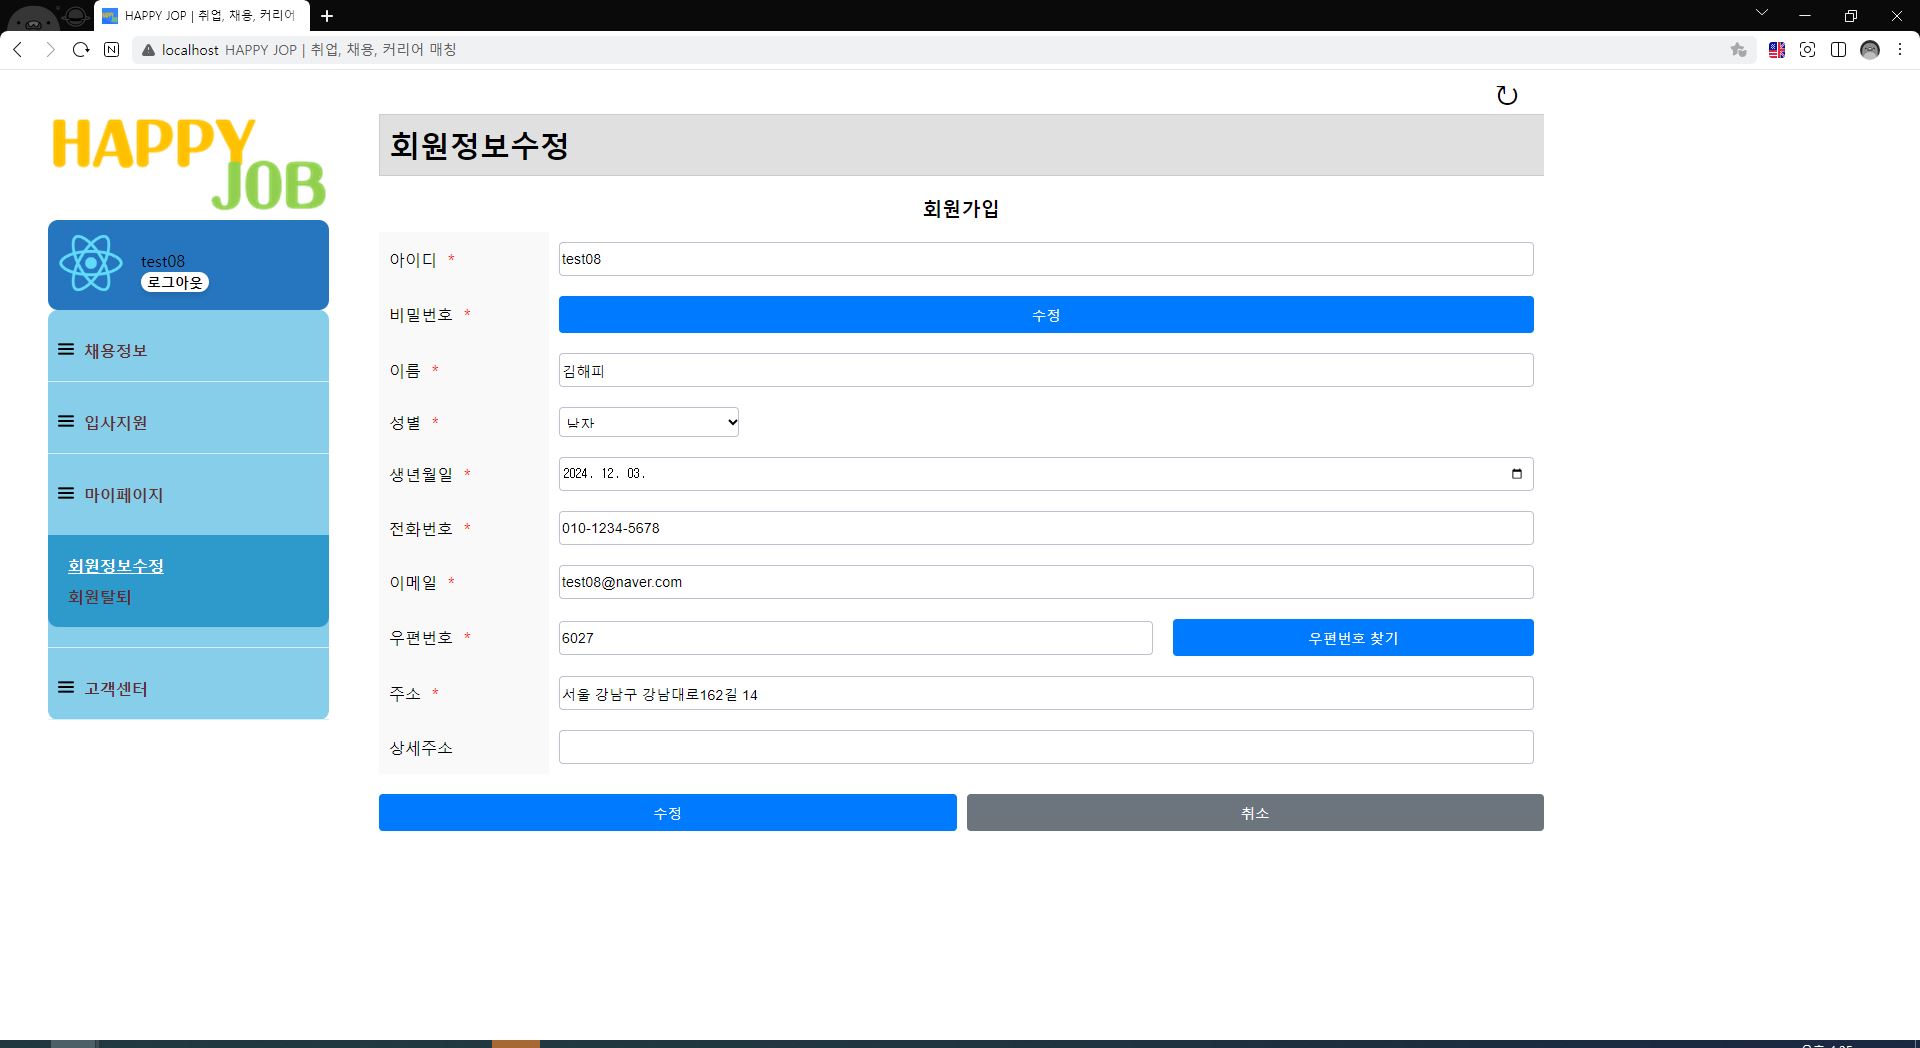 HAPPY JOP | 취업, 채용, 커리어
localhost HAPPY JOP | 취업, 채용, 커리어 매칭
HAPPY
JOB
test08
로그아웃
채용정보
입사지원
마이페이지
회원정보수정
회원탈퇴
고객센터
회원정보수정
회원가입
아이디 * test08
비밀번호 * 수정
이름 * 김해피
성별 * 남자
생년월일 * 2024. 12. 03.
전화번호 * 010-1234-5678
이메일 * test08@naver.com
우편번호 * 6027 우편번호 찾기
주소 * 서울 강남구 강남대로162길 14
상세주소
수정 취소